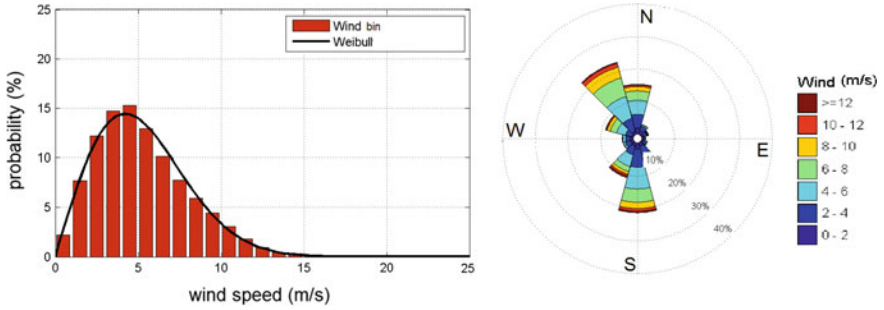 25
20
15
10
5
0
probability (%)
0 5 10 15 20 25
wind speed (m/s)
Wind bin
Weibull
N
W
E
S
10%
20%
30%
40%
Wind (m/s)
>=12
10 - 12
8 - 10
6 - 8
4 - 6
2 - 4
0 - 2